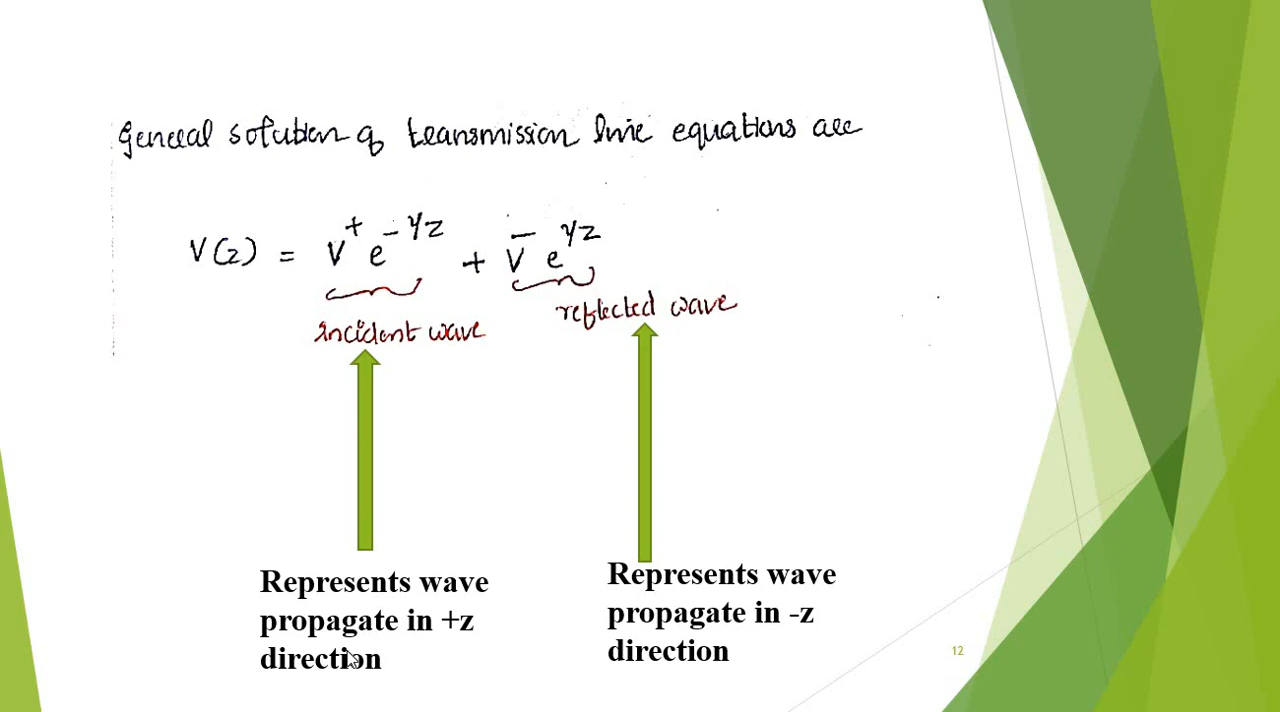 General solution of transmission line equations are
V(z) = V⁺ e^{-γz} + V⁻ e^{γz}
incident wave
reflected wave
Represents wave
propagate in +z
direction
Represents wave
propagate in -z
direction
12